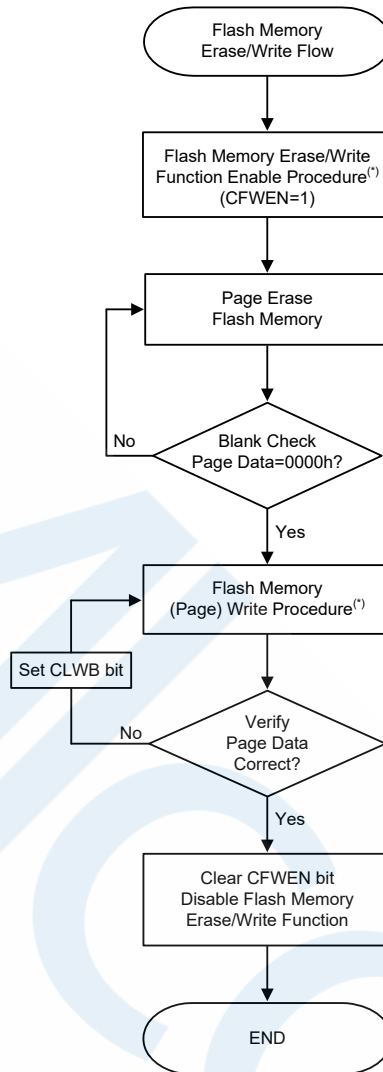 Flash Memory
Erase/Write Flow
Flash Memory Erase/Write
Function Enable Procedure(*)
(CFWEN=1)
Page Erase
Flash Memory
No
Blank Check
Page Data=0000h?
Yes
Flash Memory
(Page) Write Procedure(*)
Set CLWB bit
No
Verify
Page Data
Correct?
Yes
Clear CFWEN bit
Disable Flash Memory
Erase/Write Function
END